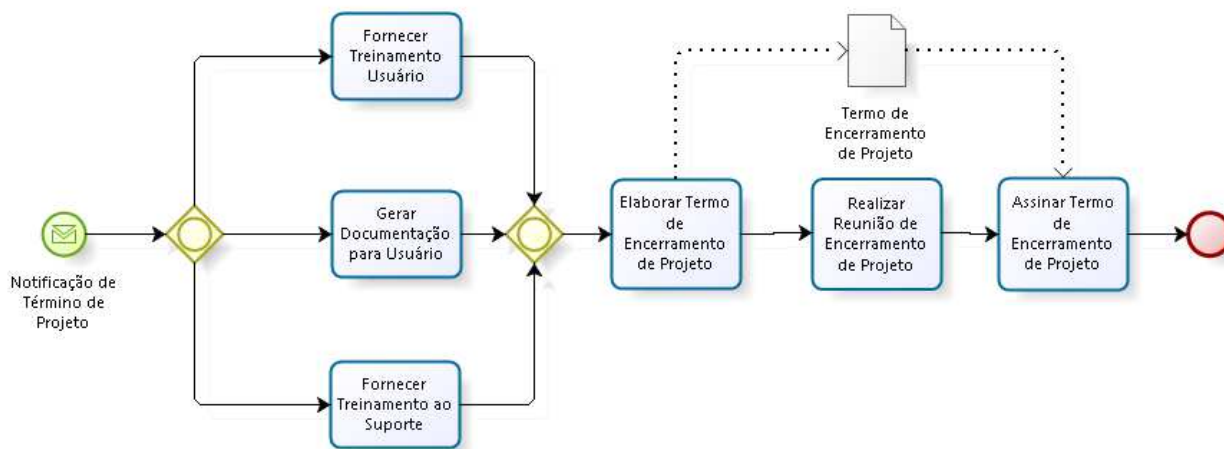 Notificação de
Término de
Projeto
Fornecer
Treinamento
Usuário
Gerar
Documentação
para Usuário
Fornecer
Treinamento ao
Suporte
Elaborar Termo
de
Encerramento
de Projeto
Termo de
Encerramento
de Projeto
Realizar
Reunião de
Encerramento
de Projeto
Assinar Termo
de
Encerramento
de Projeto